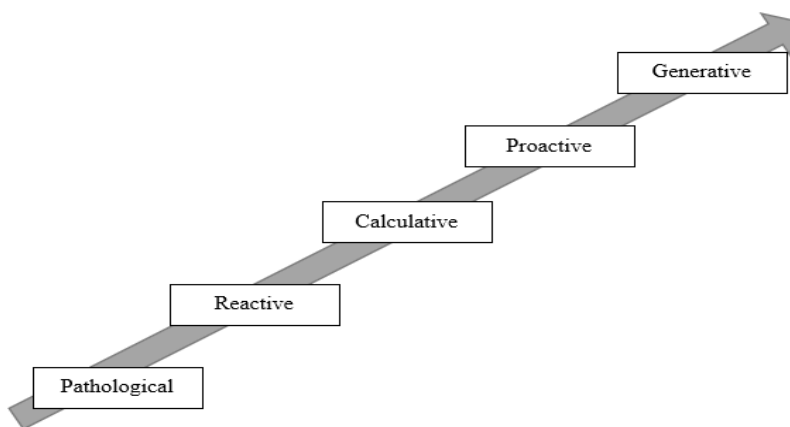 Generative
Proactive
Calculative
Reactive
Pathological